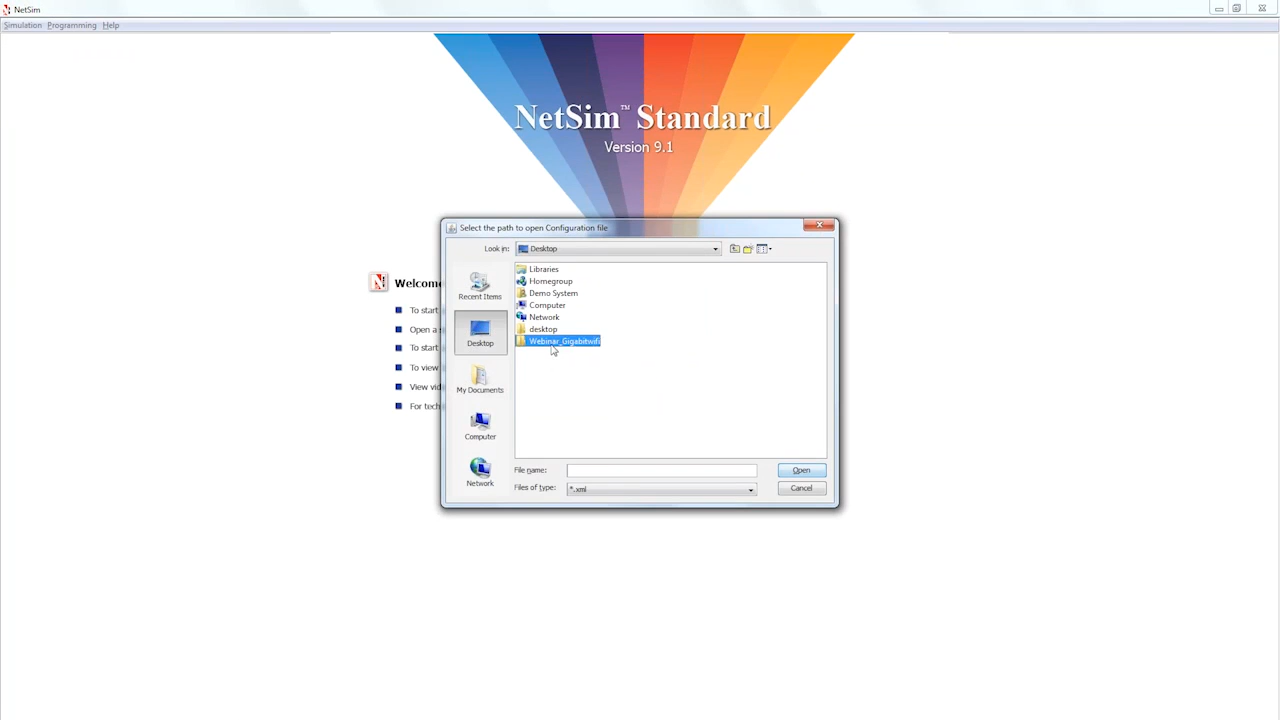 NetSim
Simulation Programming Help
NetSim™ Standard
Version 9.1
Select the path to open Configuration file
Look in: Desktop
Recent Items
Desktop
My Documents
Computer
Network
Libraries
Homegroup
Demo System
Computer
Network
desktop
Webinar_Gigabitwifi
File name:
Open
Files of type: *.xml
Cancel
Welcome
To start
Open a
To start
To view
View vid
For tech